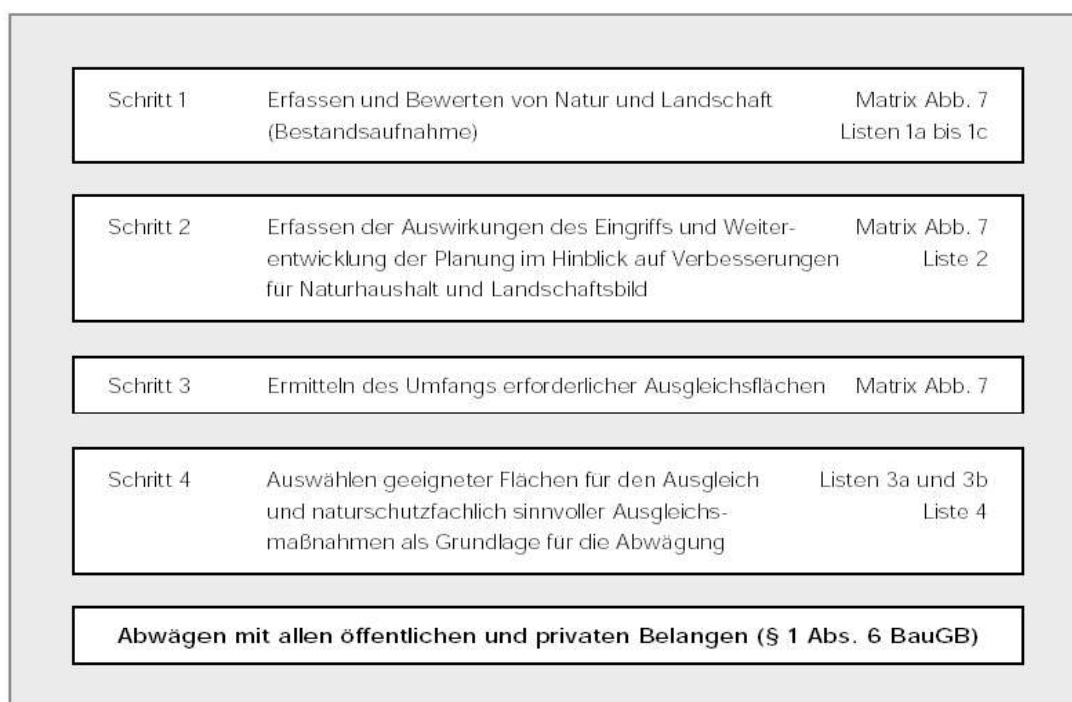 Schritt 1 Erfassen und Bewerten von Natur und Landschaft Matrix Abb. 7
(Bestandsaufnahme) Listen 1a bis 1c
Schritt 2 Erfassen der Auswirkungen des Eingriffs und Weiter- Matrix Abb. 7
entwicklung der Planung im Hinblick auf Verbesserungen Liste 2
für Naturhaushalt und Landschaftsbild
Schritt 3 Ermitteln des Umfangs erforderlicher Ausgleichsflächen Matrix Abb. 7
Schritt 4 Auswählen geeigneter Flächen für den Ausgleich Listen 3a und 3b
und naturschutzfachlich sinnvoller Ausgleichs- Liste 4
maßnahmen als Grundlage für die Abwägung
Abwägen mit allen öffentlichen und privaten Belangen (§ 1 Abs. 6 BauGB)